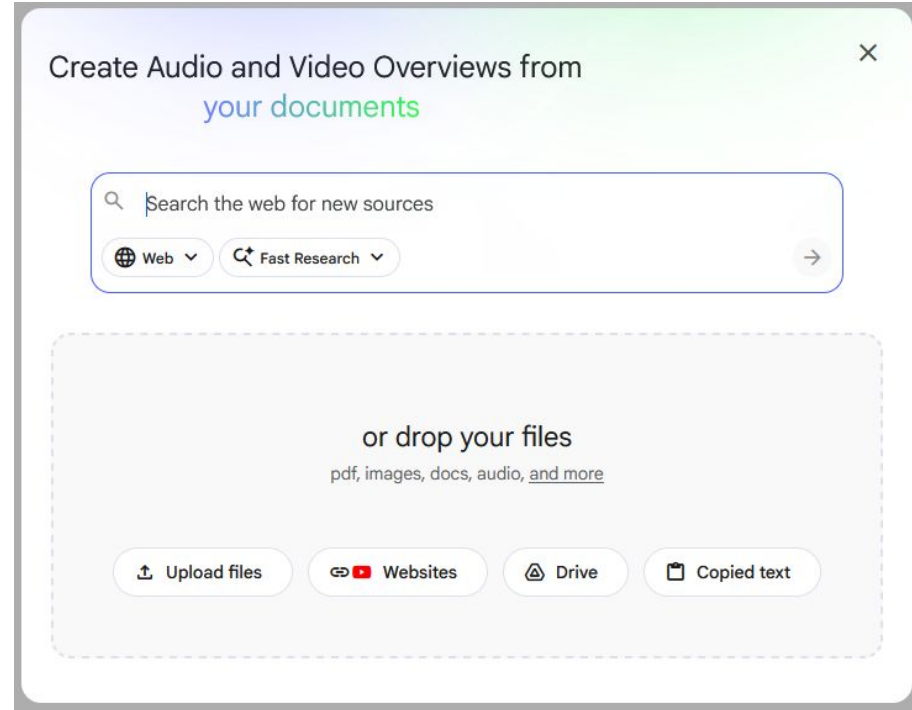 Create Audio and Video Overviews from
your documents
Search the web for new sources
Web
Fast Research
or drop your files
pdf, images, docs, audio, and more
Upload files
Websites
Drive
Copied text